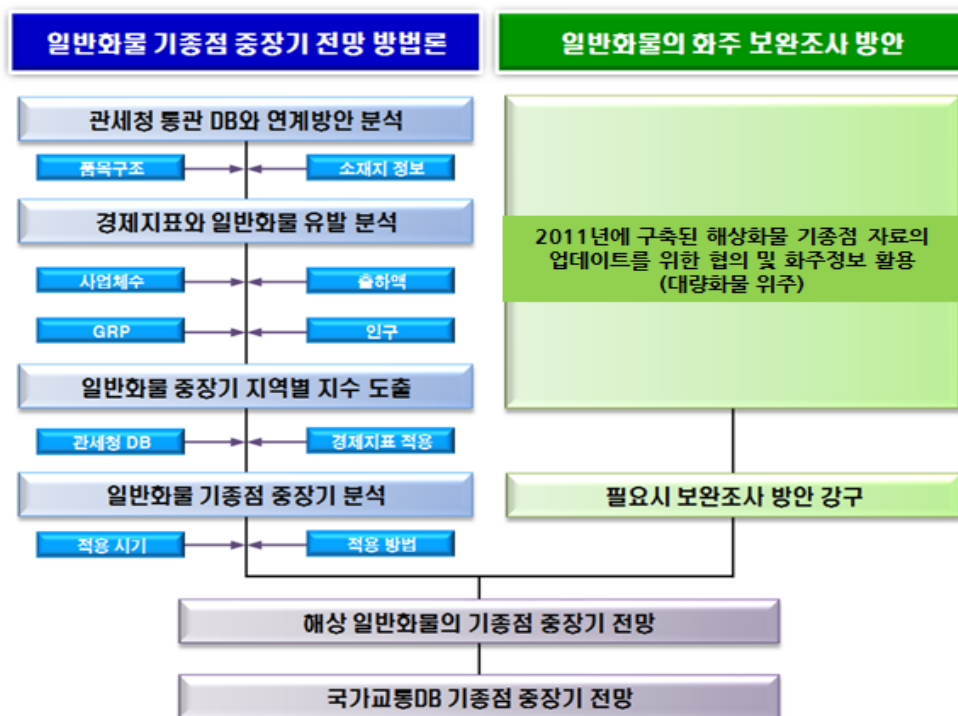 일반화물 기종점 중장기 전망 방법론
일반화물의 화주 보완조사 방안
관세청 통관 DB와 연계방안 분석
품목구조
소재지 정보
경제지표와 일반화물 유발 분석
사업체수
출하액
GRP
인구
일반화물 중장기 지역별 지수 도출
관세청 DB
경제지표 적용
일반화물 기종점 중장기 분석
적용 시기
적용 방법
2011년에 구축된 해상화물 기종점 자료의
업데이트를 위한 협의 및 화주정보 활용
(대량화물 위주)
필요시 보완조사 방안 강구
해상 일반화물의 기종점 중장기 전망
국가교통DB 기종점 중장기 전망